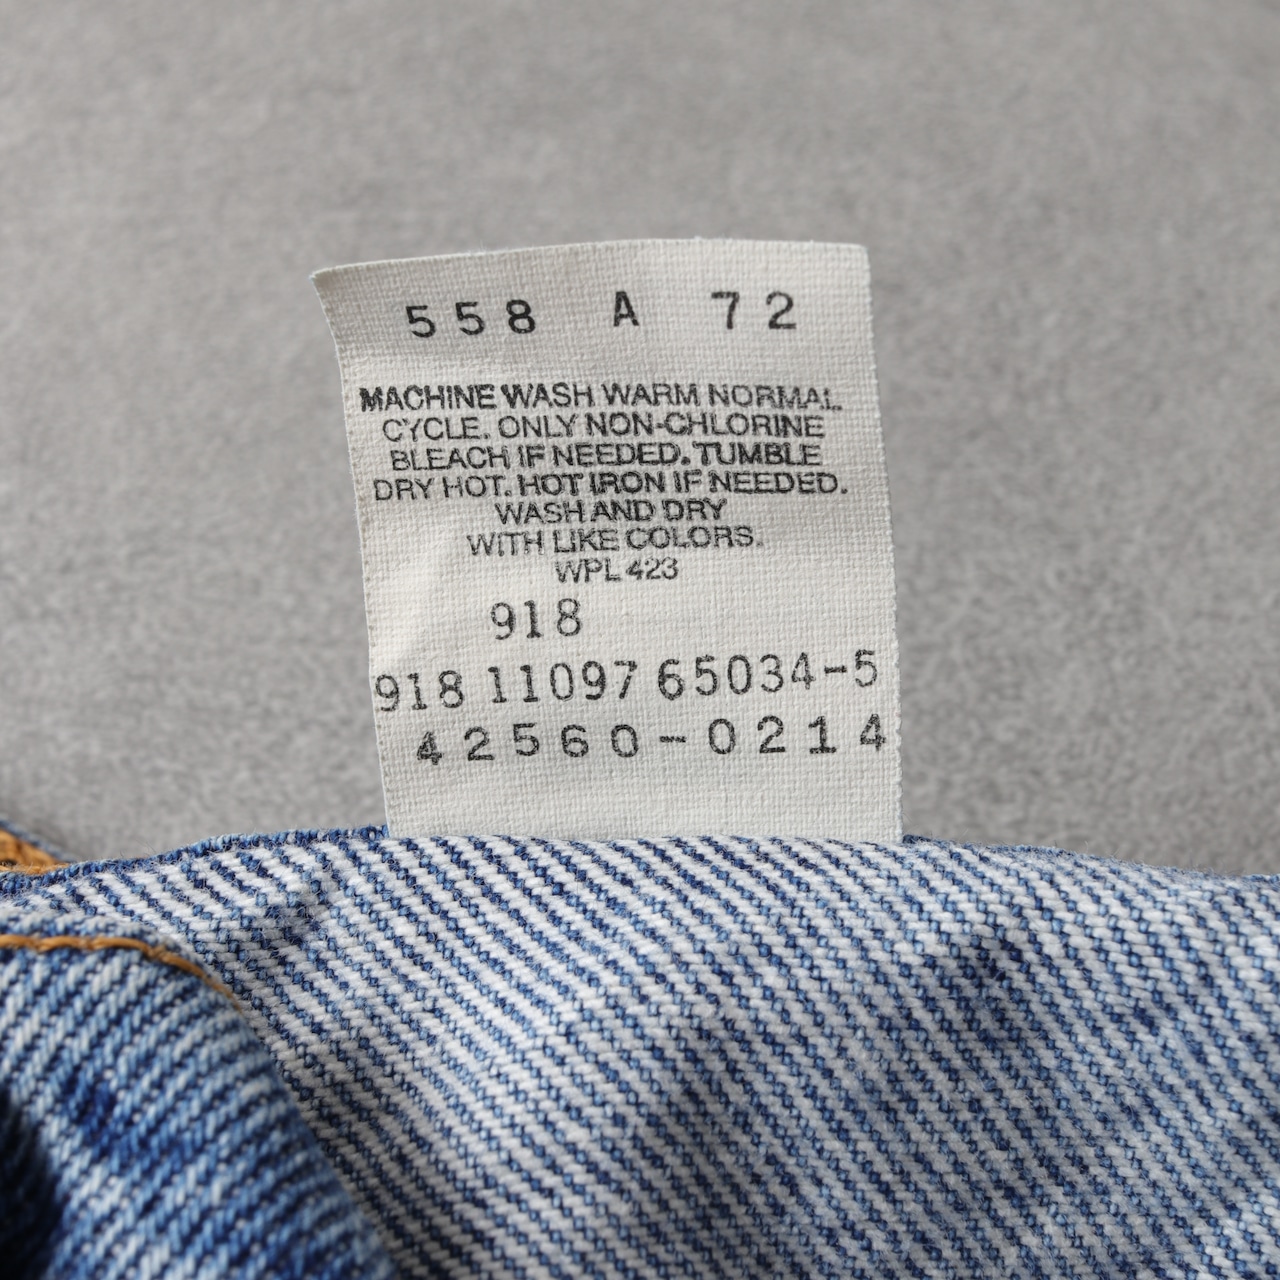 558 A 72
MACHINE WASH WARM NORMAL
CYCLE. ONLY NON-CHLORINE
BLEACH IF NEEDED. TUMBLE
DRY HOT. HOT IRON IF NEEDED.
WASH AND DRY
WITH LIKE COLORS.
WPL 423
918
918 11097 65034-5
42560-0214